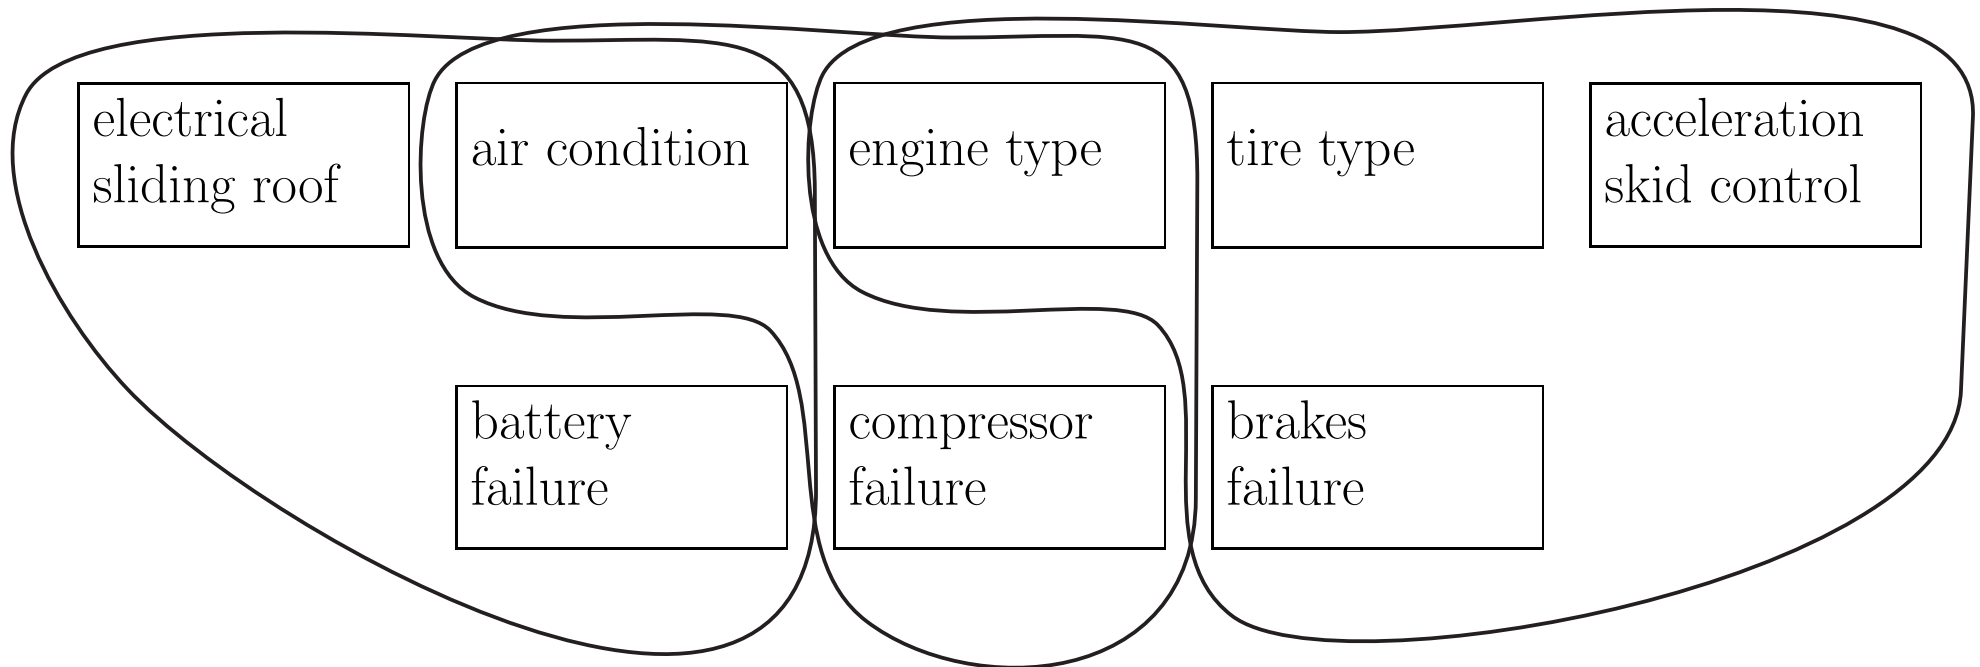 electrical
sliding roof
air condition
engine type
tire type
acceleration
skid control
battery
failure
compressor
failure
brakes
failure